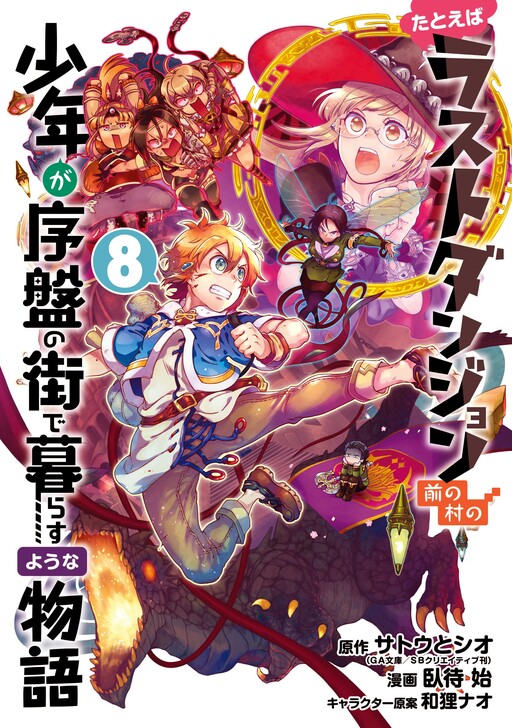 たとえば
ラストダンジョン
前の村の
少年が序盤の街で暮らす
ような
物語
8
原作 サトウとシオ
(GA文庫/SBクリエイティブ刊)
漫画 臥待 始
キャラクター原案 和狸ナオ